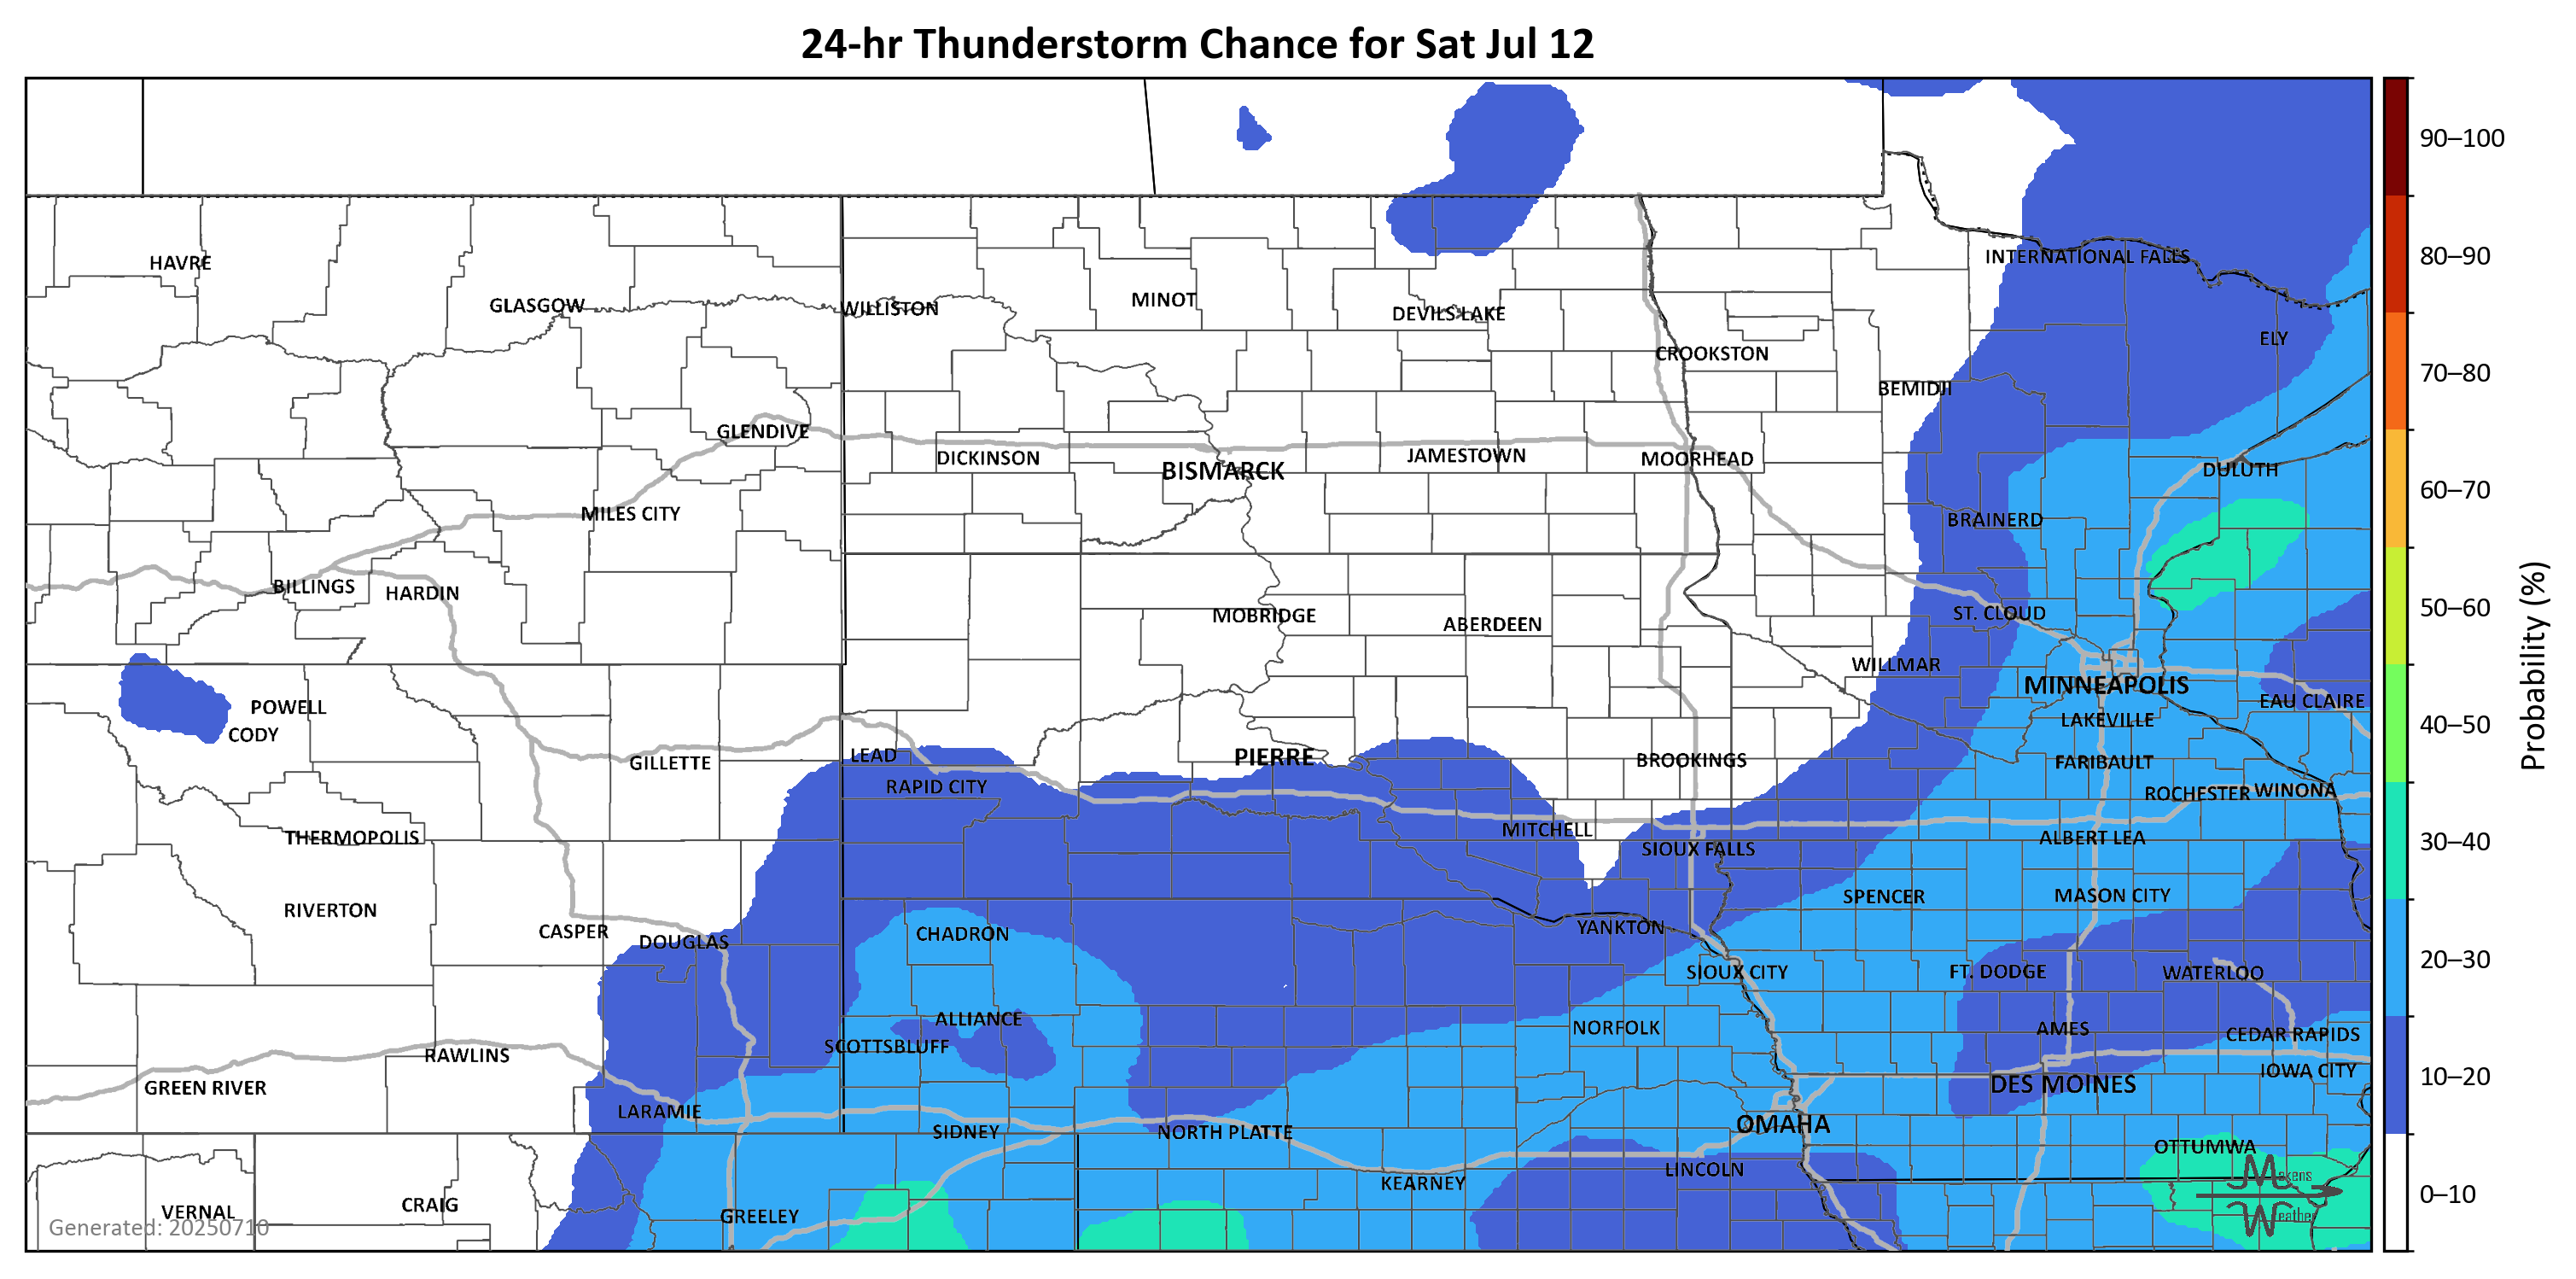 24-hr Thunderstorm Chance for Sat Jul 12
90–100
80–90
70–80
60–70
50–60
40–50
30–40
20–30
10–20
0–10
Probability (%)
HAVRE
INTERNATIONAL FALLS
GLASGOW
WILLISTON
MINOT
DEVILS LAKE
ELY
CROOKSTON
BEMIDJI
GLENDIVE
DICKINSON
BISMARCK
JAMESTOWN
MOORHEAD
DULUTH
MILES CITY
BRAINERD
BILLINGS
HARDIN
MOBRIDGE
ABERDEEN
ST. CLOUD
WILLMAR
MINNEAPOLIS
EAU CLAIRE
POWELL
LAKEVILLE
CODY
GILLETTE
LEAD
PIERRE
BROOKINGS
FARIBAULT
RAPID CITY
ROCHESTER
WINONA
THERMOPOLIS
MITCHELL
ALBERT LEA
SIOUX FALLS
RIVERTON
SPENCER
MASON CITY
CASPER
DOUGLAS
CHADRON
YANKTON
SIOUX CITY
FT. DODGE
WATERLOO
ALLIANCE
NORFOLK
AMES
SCOTTSBLUFF
CEDAR RAPIDS
RAWLINS
IOWA CITY
GREEN RIVER
DES MOINES
LARAMIE
SIDNEY
NORTH PLATTE
OMAHA
OTTUMWA
LINCOLN
KEARNEY
VERNAL
CRAIG
GREELEY
Generated: 20250710
Makens
Weather